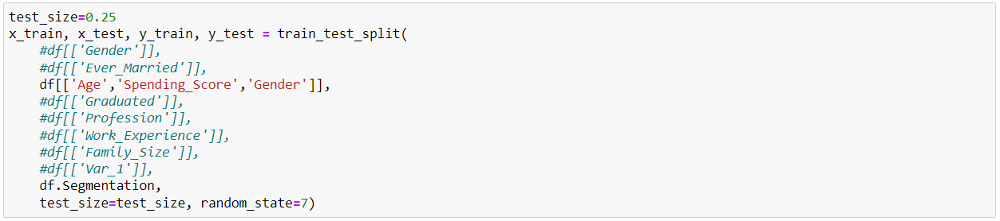 test_size=0.25
x_train, x_test, y_train, y_test = train_test_split(
    #df[['Gender']],
    #df[['Ever_Married']],
    df[['Age','Spending_Score','Gender']],
    #df[['Graduated']],
    #df[['Profession']],
    #df[['Work_Experience']],
    #df[['Family_Size']],
    #df[['Var_1']],
    df.Segmentation,
    test_size=test_size, random_state=7)